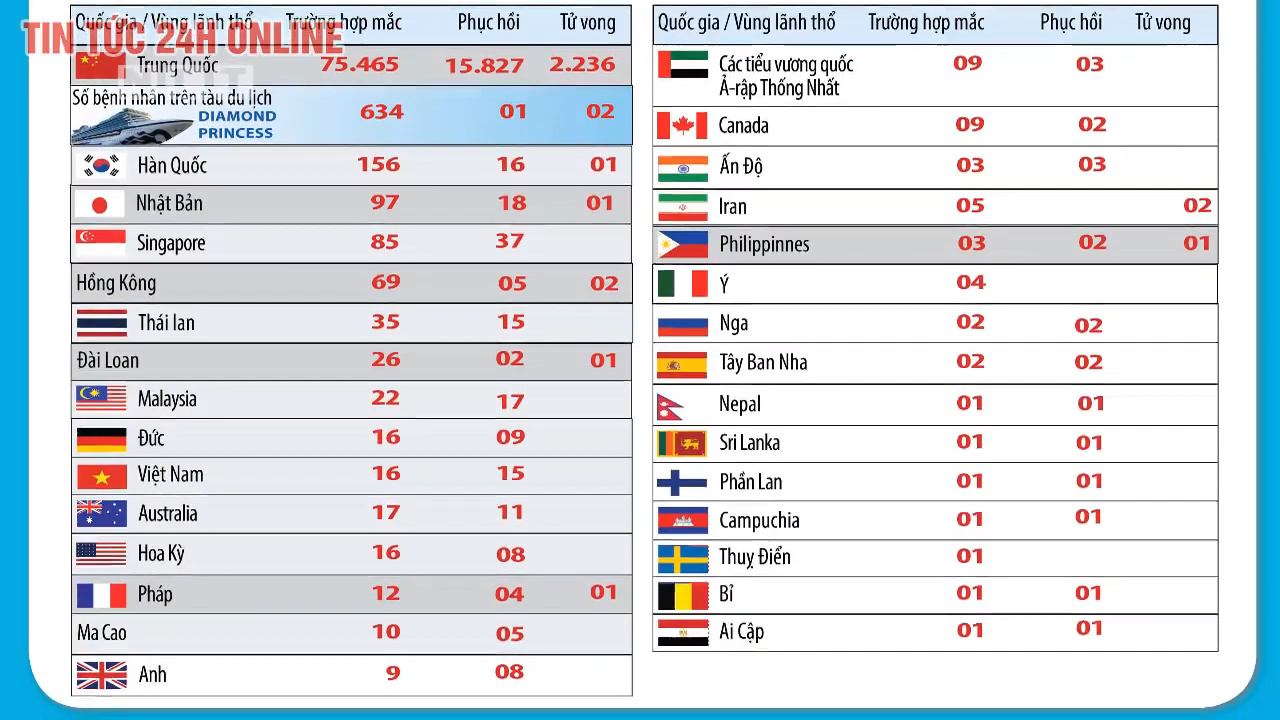 Quốc gia / Vùng lãnh thổ Trường hợp mắc Phục hồi Tử vong
TIN TỨC 24H ONLINE
Trung Quốc 75.465 15.827 2.236
Số bệnh nhân trên tàu du lịch
DIAMOND PRINCESS 634 01 02
Hàn Quốc 156 16 01
Nhật Bản 97 18 01
Singapore 85 37
Hồng Kông 69 05 02
Thái lan 35 15
Đài Loan 26 02 01
Malaysia 22 17
Đức 16 09
Việt Nam 16 15
Australia 17 11
Hoa Kỳ 16 08
Pháp 12 04 01
Ma Cao 10 05
Anh 9 08
Quốc gia / Vùng lãnh thổ Trường hợp mắc Phục hồi Tử vong
Các tiểu vương quốc 09 03
Ả-rập Thống Nhất
Canada 09 02
Ấn Độ 03 03
Iran 05 02
Philippinnes 03 02 01
Ý 04
Nga 02 02
Tây Ban Nha 02 02
Nepal 01 01
Sri Lanka 01 01
Phần Lan 01 01
Campuchia 01 01
Thuỵ Điển 01
Bỉ 01 01
Ai Cập 01 01